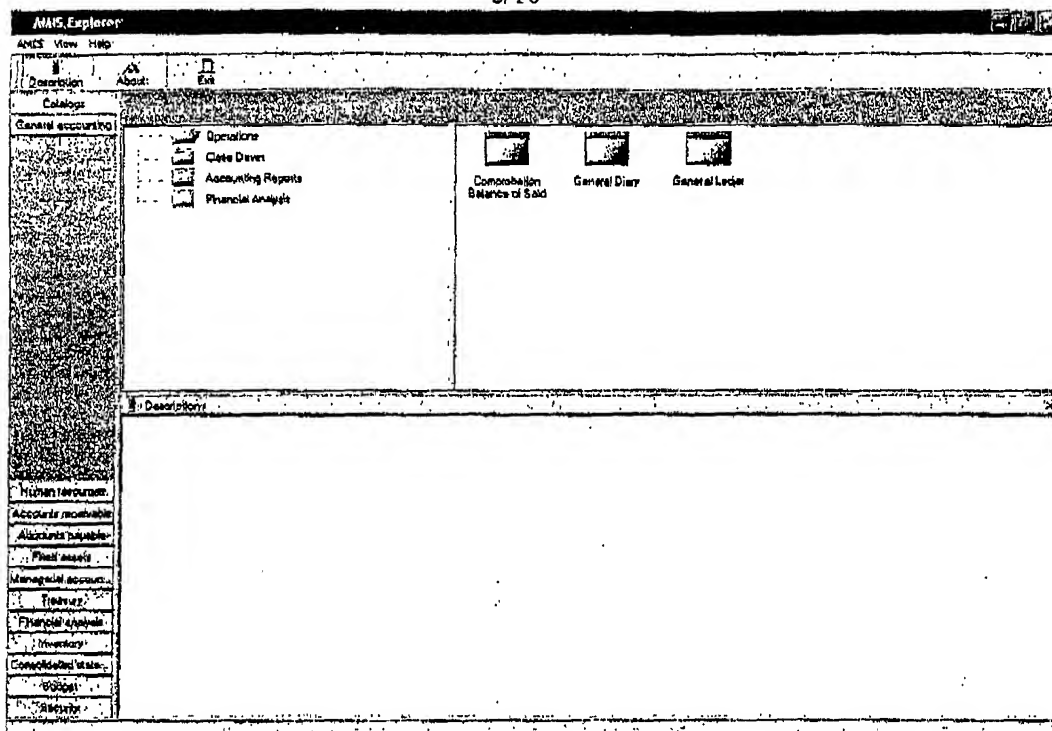 AMIS Explorer
AMIS View Help
Description About: Exit
Catalogs
General accounting
Operations
Close Down
Accounting Reports
Financial Analysis
Comprobation
Balance of Sald
General Diary
General Ledger
Descriptions
Human resources
Accounts receivable
Accounts payable
Fixed assets
Managerial accoun...
Treasury
Financial analysis
Inventory
Consolidated state...
Budget
Security